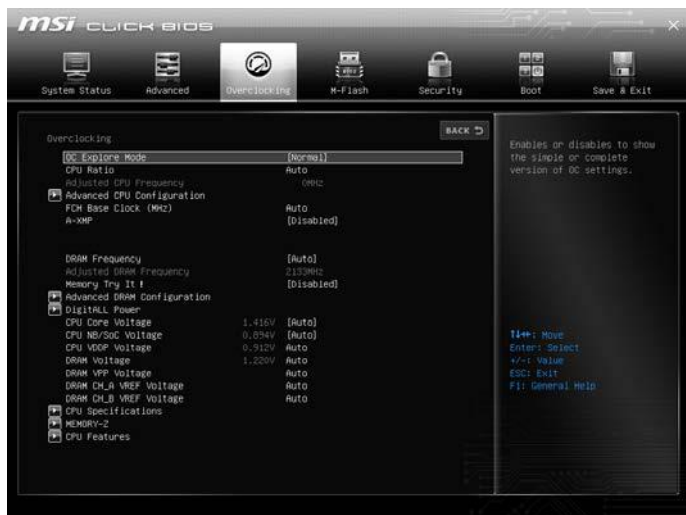 msi CLICK BIOS
System Status Advanced Overclocking M-Flash Security Boot Save & Exit
BACK
Overclocking
OC Explore Mode [Normal]
CPU Ratio Auto
Adjusted CPU Frequency 0MHz
Advanced CPU Configuration
FCH Base Clock (MHz) Auto
A-XMP [Disabled]
DRAM Frequency [Auto]
Adjusted DRAM Frequency 2133MHz
Memory Try It ! [Disabled]
Advanced DRAM Configuration
DigitALL Power
CPU Core Voltage 1.416V [Auto]
CPU NB/SoC Voltage 0.894V [Auto]
CPU VDDP Voltage 0.912V Auto
DRAM Voltage 1.220V Auto
DRAM VPP Voltage Auto
DRAM CH_A VREF Voltage Auto
DRAM CH_B VREF Voltage Auto
CPU Specifications
MEMORY-Z
CPU Features
Enables or disables to show
the simple or complete
version of OC settings.
↑↓←→: Move
Enter: Select
+/-: Value
ESC: Exit
F1: General Help